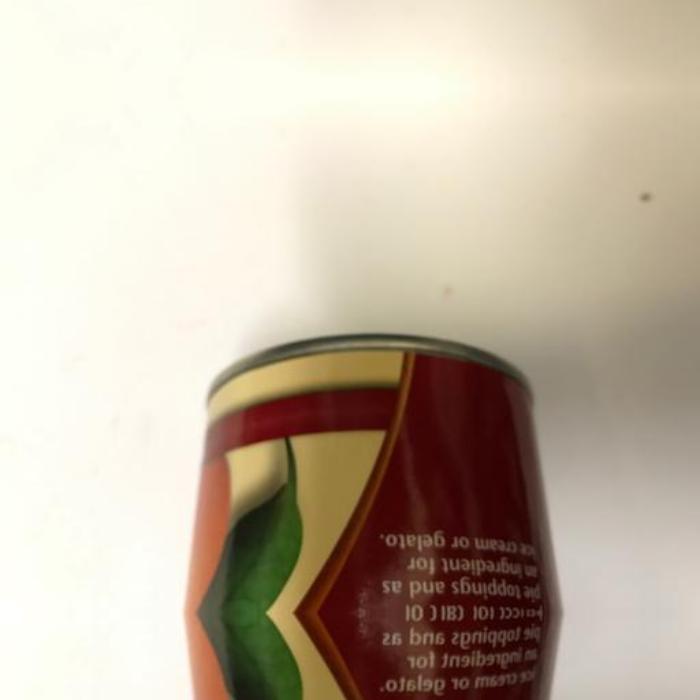 ice cream or gelato.
an ingredient for
pie toppings and as
pie toppings and as
an ingredient for
ice cream or gelato.